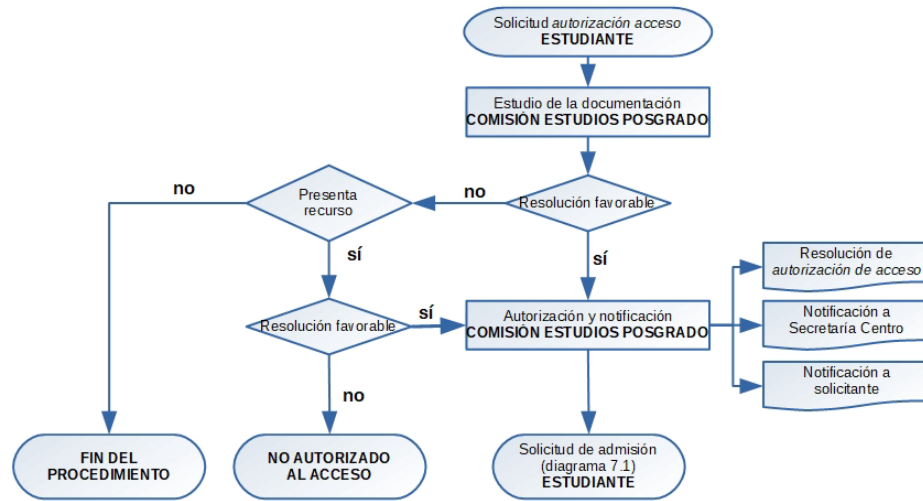 Solicitud autorización acceso
ESTUDIANTE
Estudio de la documentación
COMISIÓN ESTUDIOS POSGRADO
no
Presenta
recurso
no
Resolución favorable
sí
sí
Resolución de
autorización de acceso
Resolución favorable
sí
Autorización y notificación
COMISIÓN ESTUDIOS POSGRADO
Notificación a
Secretaría Centro
Notificación a
solicitante
no
FIN DEL
PROCEDIMIENTO
NO AUTORIZADO
AL ACCESO
Solicitud de admisión
(diagrama 7.1)
ESTUDIANTE